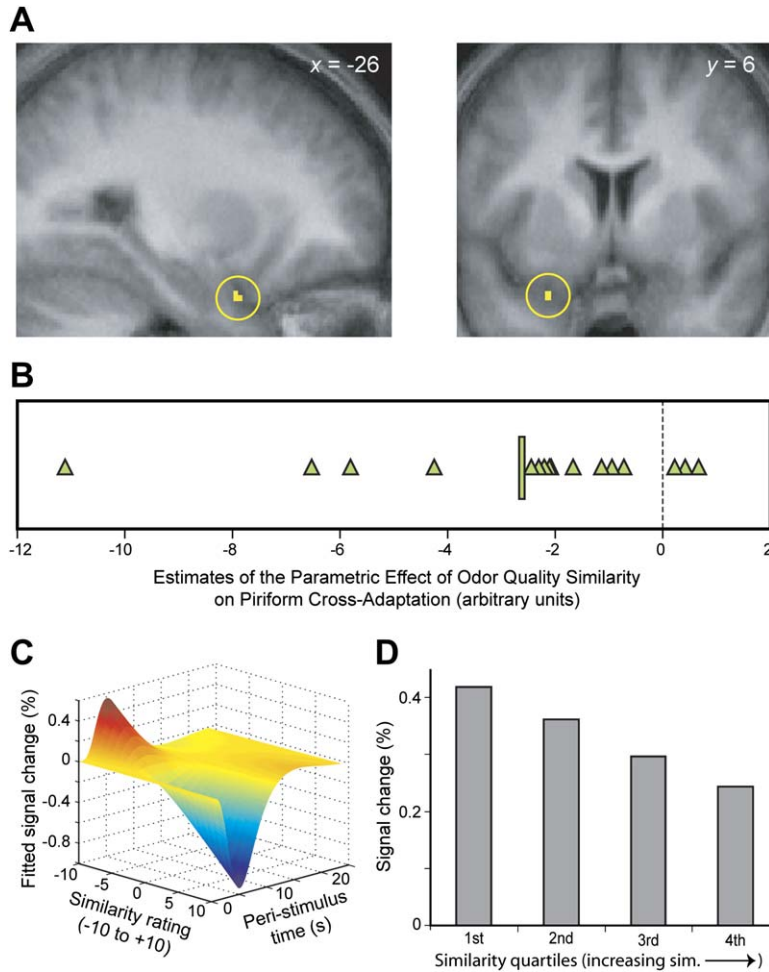 A
x = -26
y = 6
B
-12 -10 -8 -6 -4 -2 0 2
Estimates of the Parametric Effect of Odor Quality Similarity
on Piriform Cross-Adaptation (arbitrary units)
C
Fitted signal change (%)
0.4
0
-0.4
-0.8
-10 -5 0 5 10
Similarity rating
(-10 to +10)
0 10 20
Peri-stimulus
time (s)
D
Signal change (%)
0.4
0.2
0
1st 2nd 3rd 4th
Similarity quartiles (increasing sim. ⟶ )